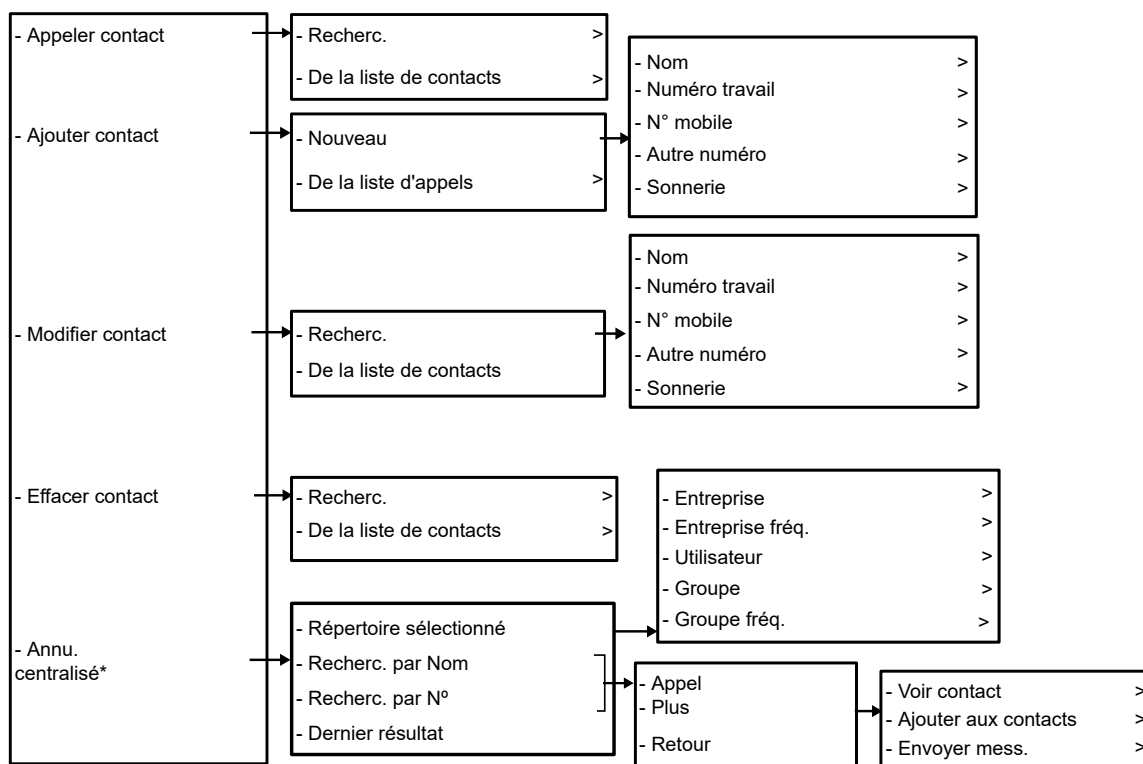 - Appeler contact
- Recherc. >
- De la liste de contacts >
- Ajouter contact
- Nouveau
- De la liste d'appels >
- Nom >
- Numéro travail >
- N° mobile >
- Autre numéro >
- Sonnerie >
- Modifier contact
- Recherc.
- De la liste de contacts
- Nom >
- Numéro travail >
- N° mobile >
- Autre numéro >
- Sonnerie >
- Effacer contact
- Recherc. >
- De la liste de contacts >
- Annu.
centralisé*
- Répertoire sélectionné
- Recherc. par Nom
- Recherc. par Nº
- Dernier résultat
- Entreprise >
- Entreprise fréq. >
- Utilisateur >
- Groupe >
- Groupe fréq. >
- Appel
- Plus
- Retour
- Voir contact >
- Ajouter aux contacts >
- Envoyer mess. >